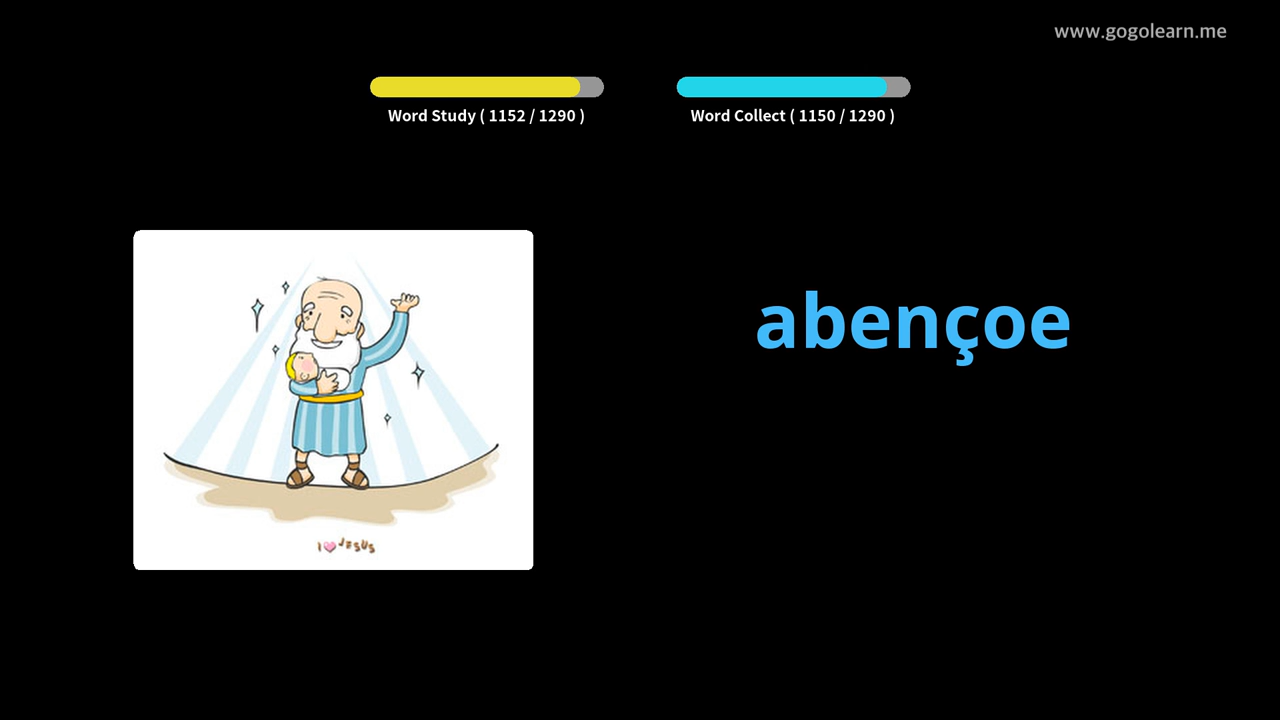 www.gogolearn.me
Word Study ( 1152 / 1290 )
Word Collect ( 1150 / 1290 )
abençoe
I ❤ JESUS